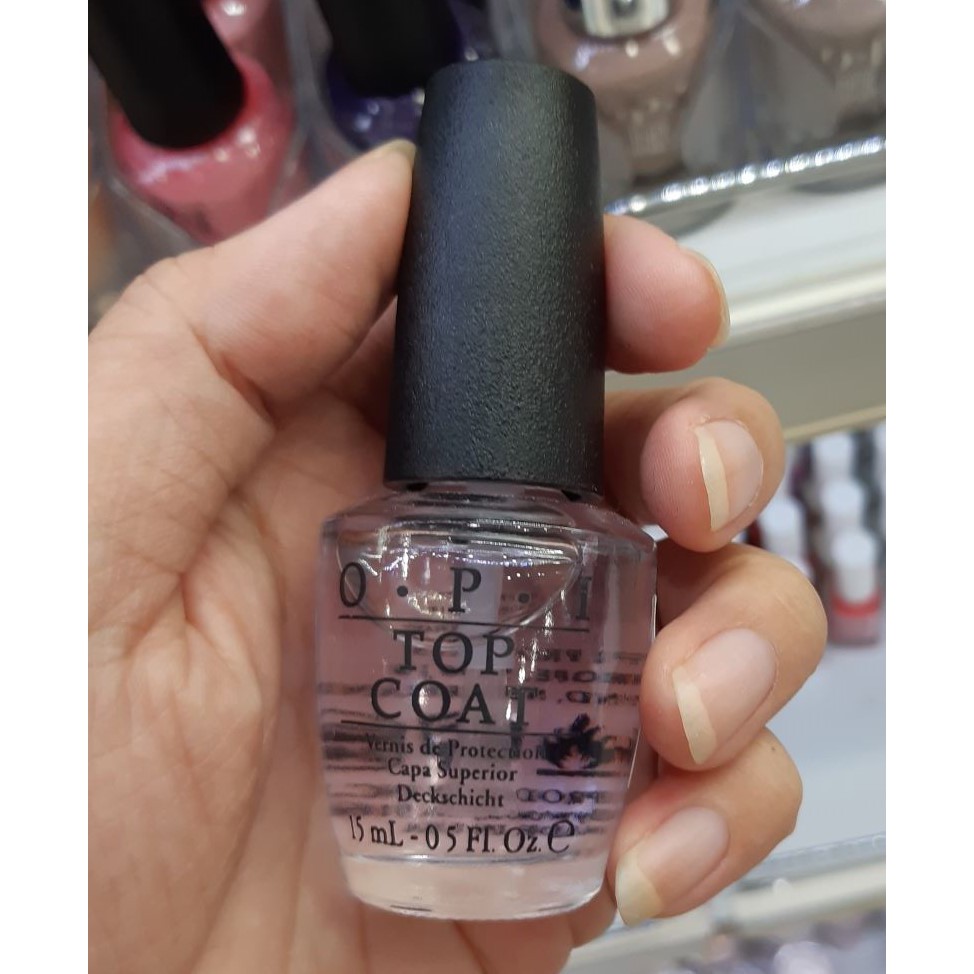 O · P · I
TOP
COAT
Vernis de Protection
Capa Superior
Deckschicht
15 mL - 0 5 Fl. Oz. e